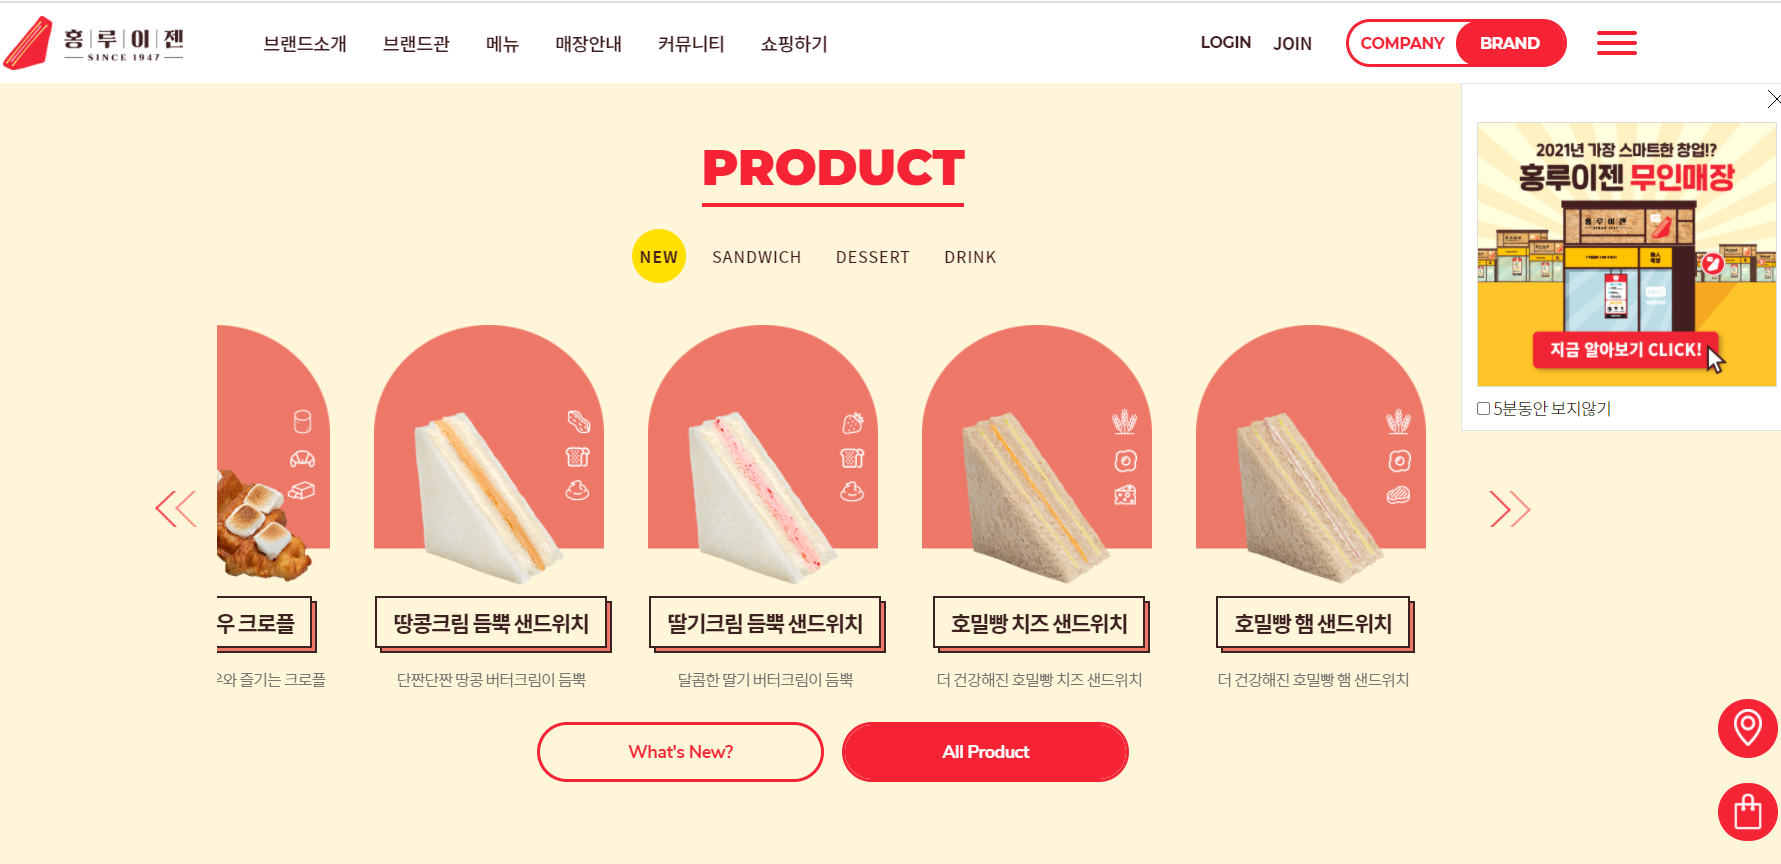 홍루이젠
SINCE 1947
브랜드소개 브랜드관 메뉴 매장안내 커뮤니티 쇼핑하기
LOGIN JOIN
COMPANY BRAND
PRODUCT
NEW SANDWICH DESSERT DRINK
우 크로플
땅콩크림 듬뿍 샌드위치
딸기크림 듬뿍 샌드위치
호밀빵 치즈 샌드위치
호밀빵 햄 샌드위치
와 즐기는 크로플
단짠단짠 땅콩 버터크림이 듬뿍
달콤한 딸기 버터크림이 듬뿍
더 건강해진 호밀빵 치즈 샌드위치
더 건강해진 호밀빵 햄 샌드위치
What's New?
All Product
2021년 가장 스마트한 창업!?
홍루이젠 무인매장
홍루이젠
지금 알아보기 CLICK!
5분동안 보지않기